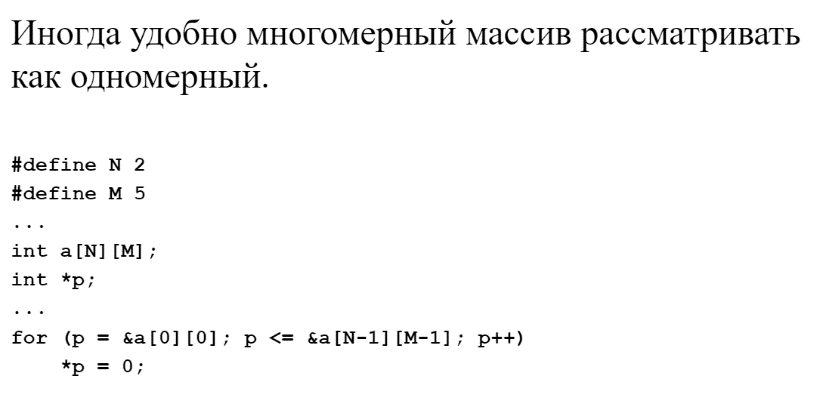 Иногда удобно многомерный массив рассматривать
как одномерный.
#define N 2
#define M 5
...
int a[N][M];
int *p;
...
for (p = &a[0][0]; p <= &a[N-1][M-1]; p++)
    *p = 0;